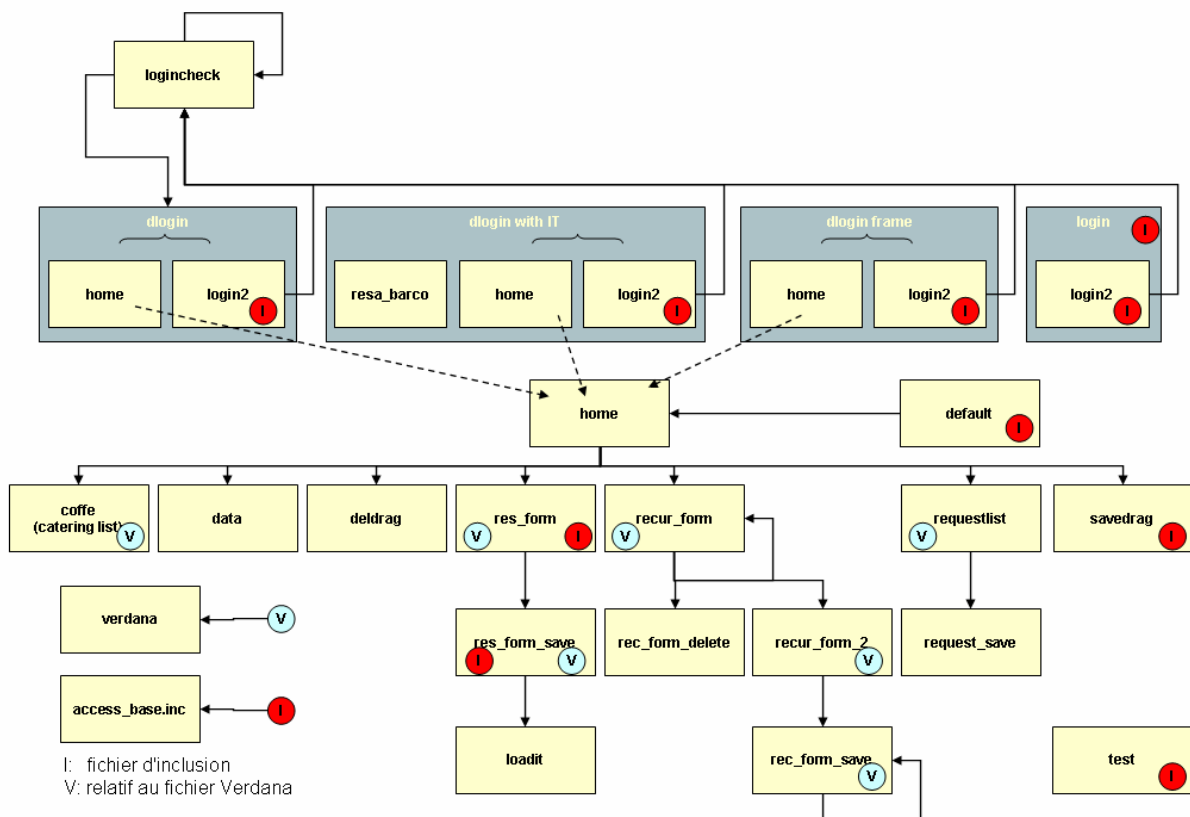 logincheck
dlogin
dlogin with IT
dlogin frame
login
I
home
login2
I
resa_barco
home
login2
I
home
login2
I
login2
I
home
default
I
coffe
(catering list)
V
data
deldrag
res_form
V
I
recur_form
V
requestlist
V
savedrag
I
verdana
V
res_form_save
I
V
rec_form_delete
recur_form_2
V
request_save
access_base.inc
I
loadit
rec_form_save
V
test
I
I: fichier d'inclusion
V: relatif au fichier Verdana